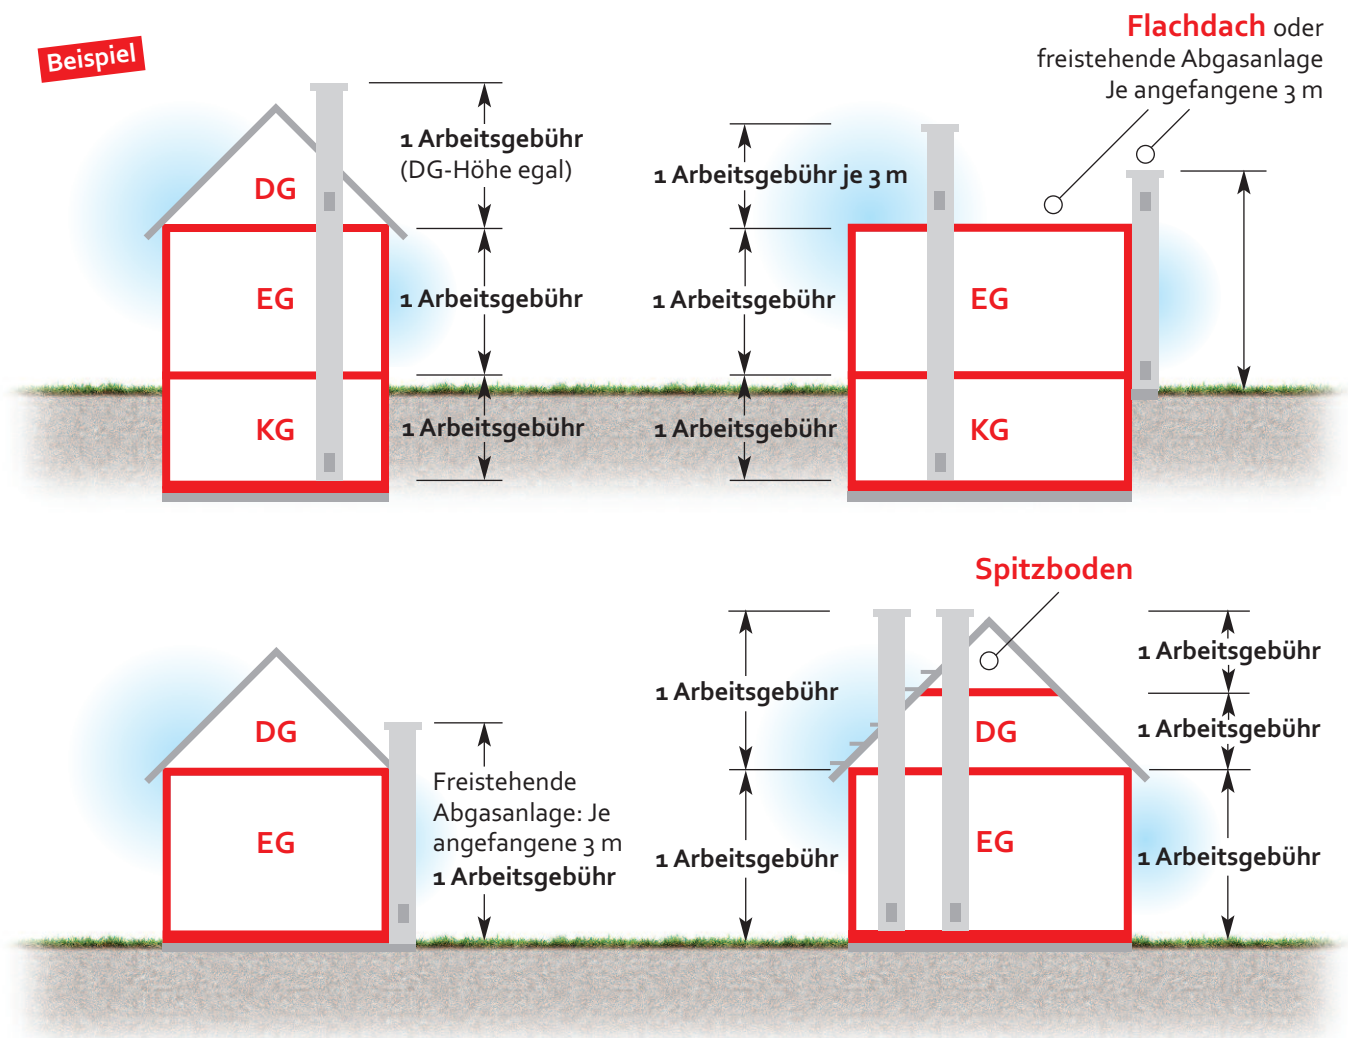 Beispiel
Flachdach oder
freistehende Abgasanlage
Je angefangene 3 m
1 Arbeitsgebühr
(DG-Höhe egal)
DG
1 Arbeitsgebühr
EG
1 Arbeitsgebühr
KG
1 Arbeitsgebühr je 3 m
1 Arbeitsgebühr
EG
1 Arbeitsgebühr
KG
DG
EG
Freistehende
Abgasanlage: Je
angefangene 3 m
1 Arbeitsgebühr
Spitzboden
1 Arbeitsgebühr
1 Arbeitsgebühr
DG
EG
1 Arbeitsgebühr
1 Arbeitsgebühr
1 Arbeitsgebühr